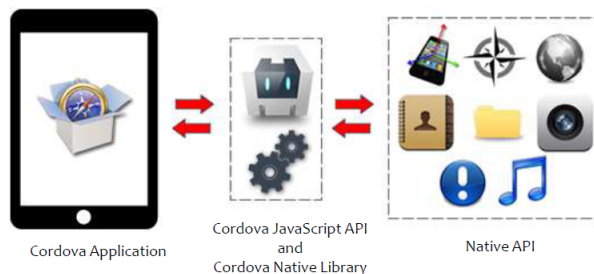 Cordova Application
Cordova JavaScript API
and
Cordova Native Library
Native API